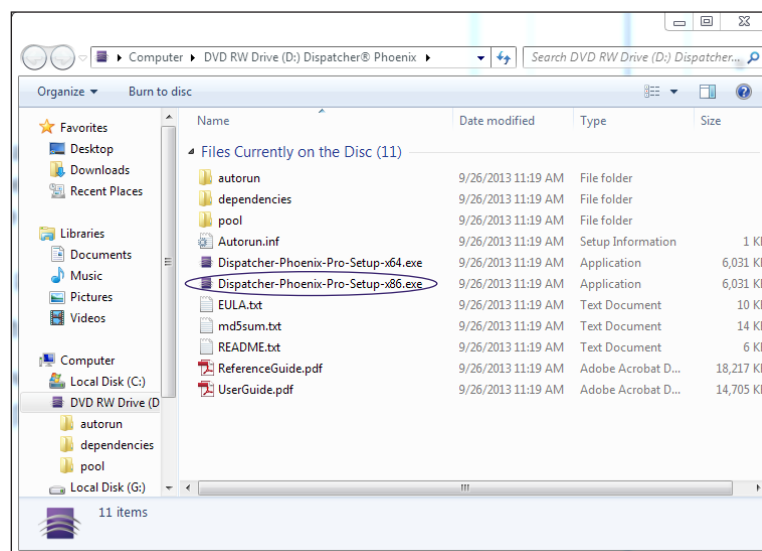 Computer ▸ DVD RW Drive (D:) Dispatcher® Phoenix ▸ Search DVD RW Drive (D:) Dispatcher...
Organize Burn to disc
Name Date modified Type Size
Favorites
Desktop
Downloads
Recent Places
Libraries
Documents
Music
Pictures
Videos
Computer
Local Disk (C:)
DVD RW Drive (D
autorun
dependencies
pool
Local Disk (G:)
Files Currently on the Disc (11)
autorun 9/26/2013 11:19 AM File folder
dependencies 9/26/2013 11:19 AM File folder
pool 9/26/2013 11:19 AM File folder
Autorun.inf 9/26/2013 11:19 AM Setup Information 1 K
Dispatcher-Phoenix-Pro-Setup-x64.exe 9/26/2013 11:19 AM Application 6,031 K
Dispatcher-Phoenix-Pro-Setup-x86.exe 9/26/2013 11:19 AM Application 6,031 K
EULA.txt 9/26/2013 11:19 AM Text Document 10 K
md5sum.txt 9/26/2013 11:19 AM Text Document 14 K
README.txt 9/26/2013 11:19 AM Text Document 6 K
ReferenceGuide.pdf 9/26/2013 11:19 AM Adobe Acrobat D... 18,217 K
UserGuide.pdf 9/26/2013 11:19 AM Adobe Acrobat D... 14,705 K
11 items